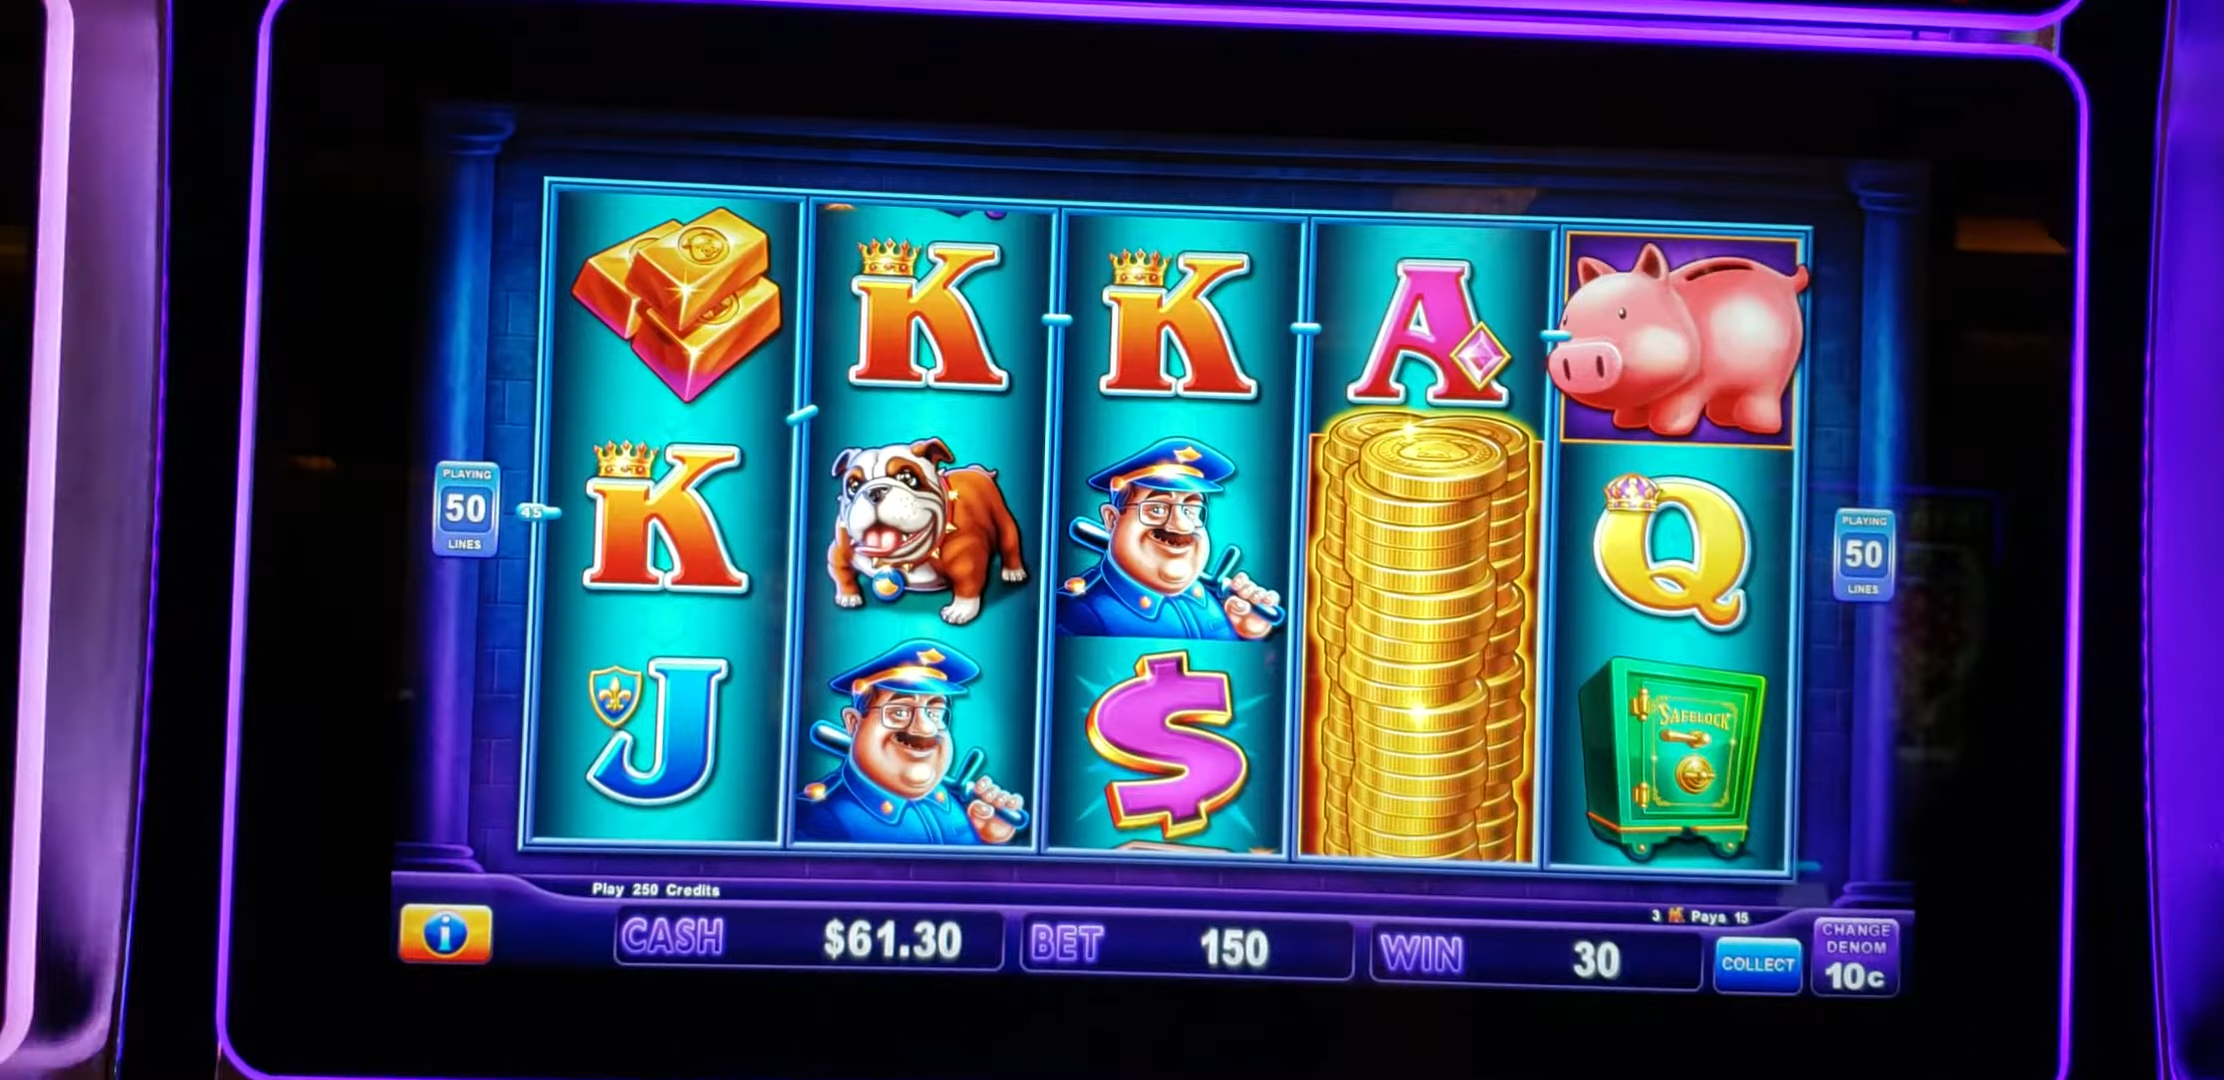 K
K
A
PLAYING
50
LINES
45
K
Q
PLAYING
50
LINES
J
$
SAFELOCK
Play 250 Credits
3 K Pays 15
CASH $61.30
BET 150
WIN 30
COLLECT
CHANGE
DENOM
10c
i